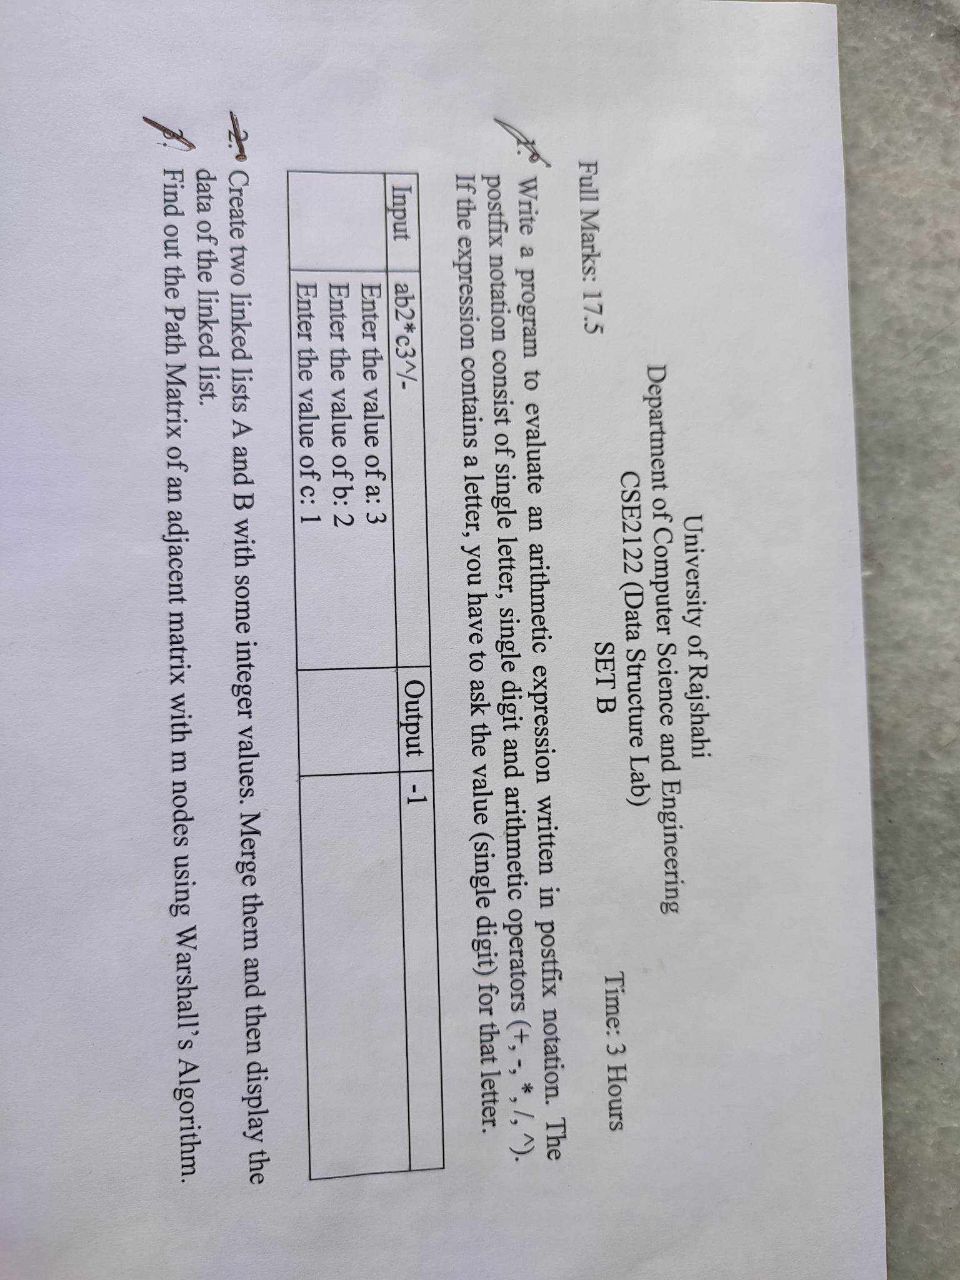 University of Rajshahi
Department of Computer Science and Engineering
CSE2122 (Data Structure Lab)
SET B
Full Marks: 17.5 Time: 3 Hours
1. Write a program to evaluate an arithmetic expression written in postfix notation. The
postfix notation consist of single letter, single digit and arithmetic operators (+, -, *, /, ^).
If the expression contains a letter, you have to ask the value (single digit) for that letter.
Input ab2*c3^/- Output -1
Enter the value of a: 3
Enter the value of b: 2
Enter the value of c: 1
2. Create two linked lists A and B with some integer values. Merge them and then display the
data of the linked list.
3. Find out the Path Matrix of an adjacent matrix with m nodes using Warshall's Algorithm.